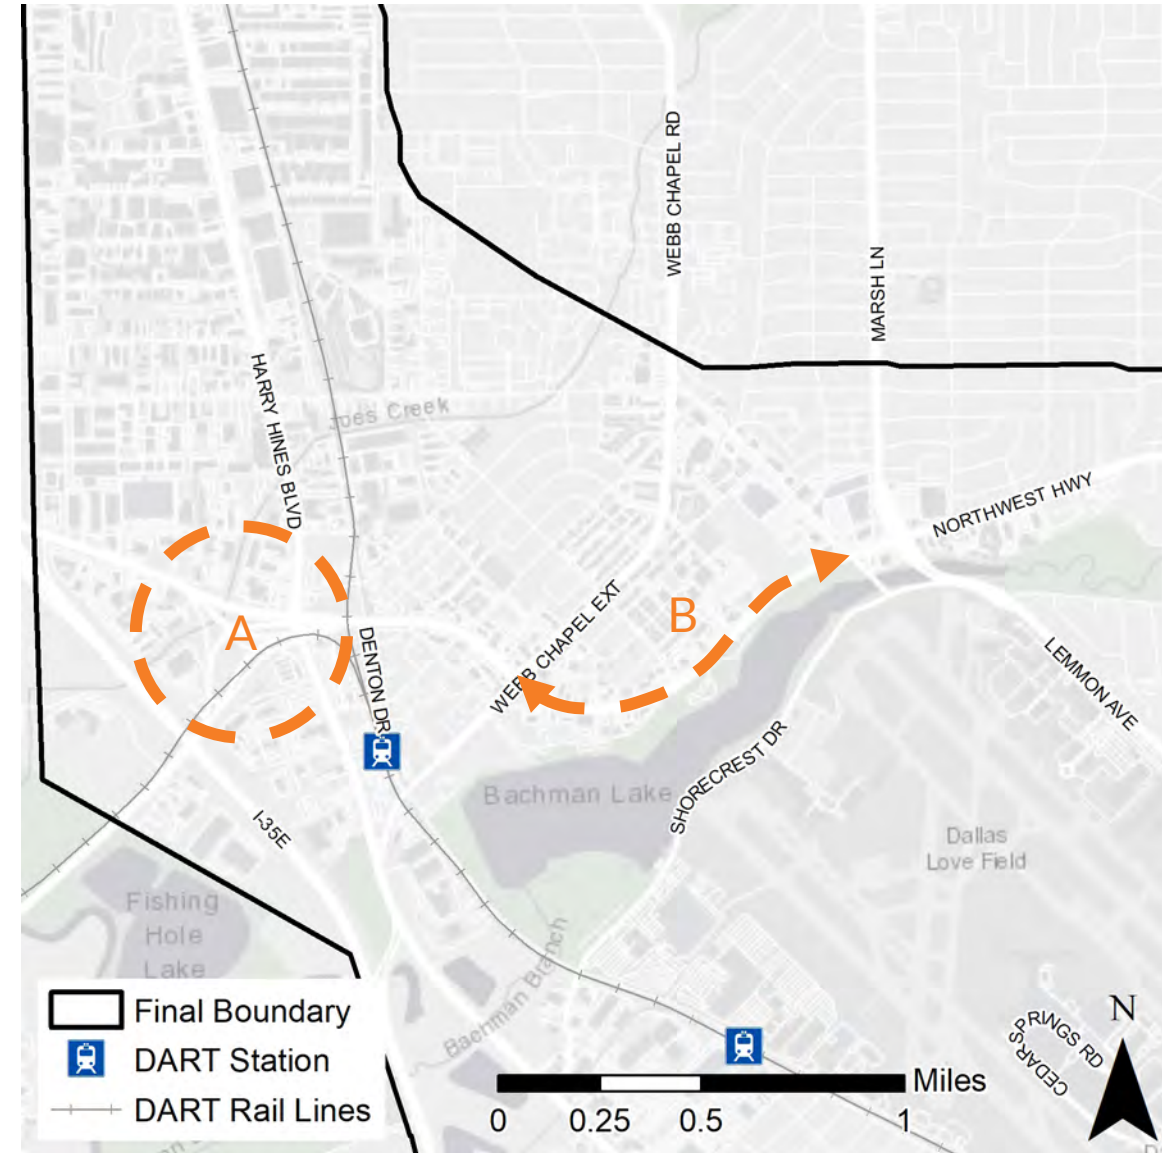 WEBB CHAPEL RD
MARSH LN
HARRY HINES BLVD
Joes Creek
NORTHWEST HWY
A
B
WEBB CHAPEL EXT
DENTON DR
LEMMON AVE
SHORECREST DR
Bachman Lake
I-35E
Dallas
Love Field
Fishing
Hole
Lake
Bachman Branch
CEDAR SPRINGS RD
N
Final Boundary
DART Station
DART Rail Lines
Miles
0 0.25 0.5 1